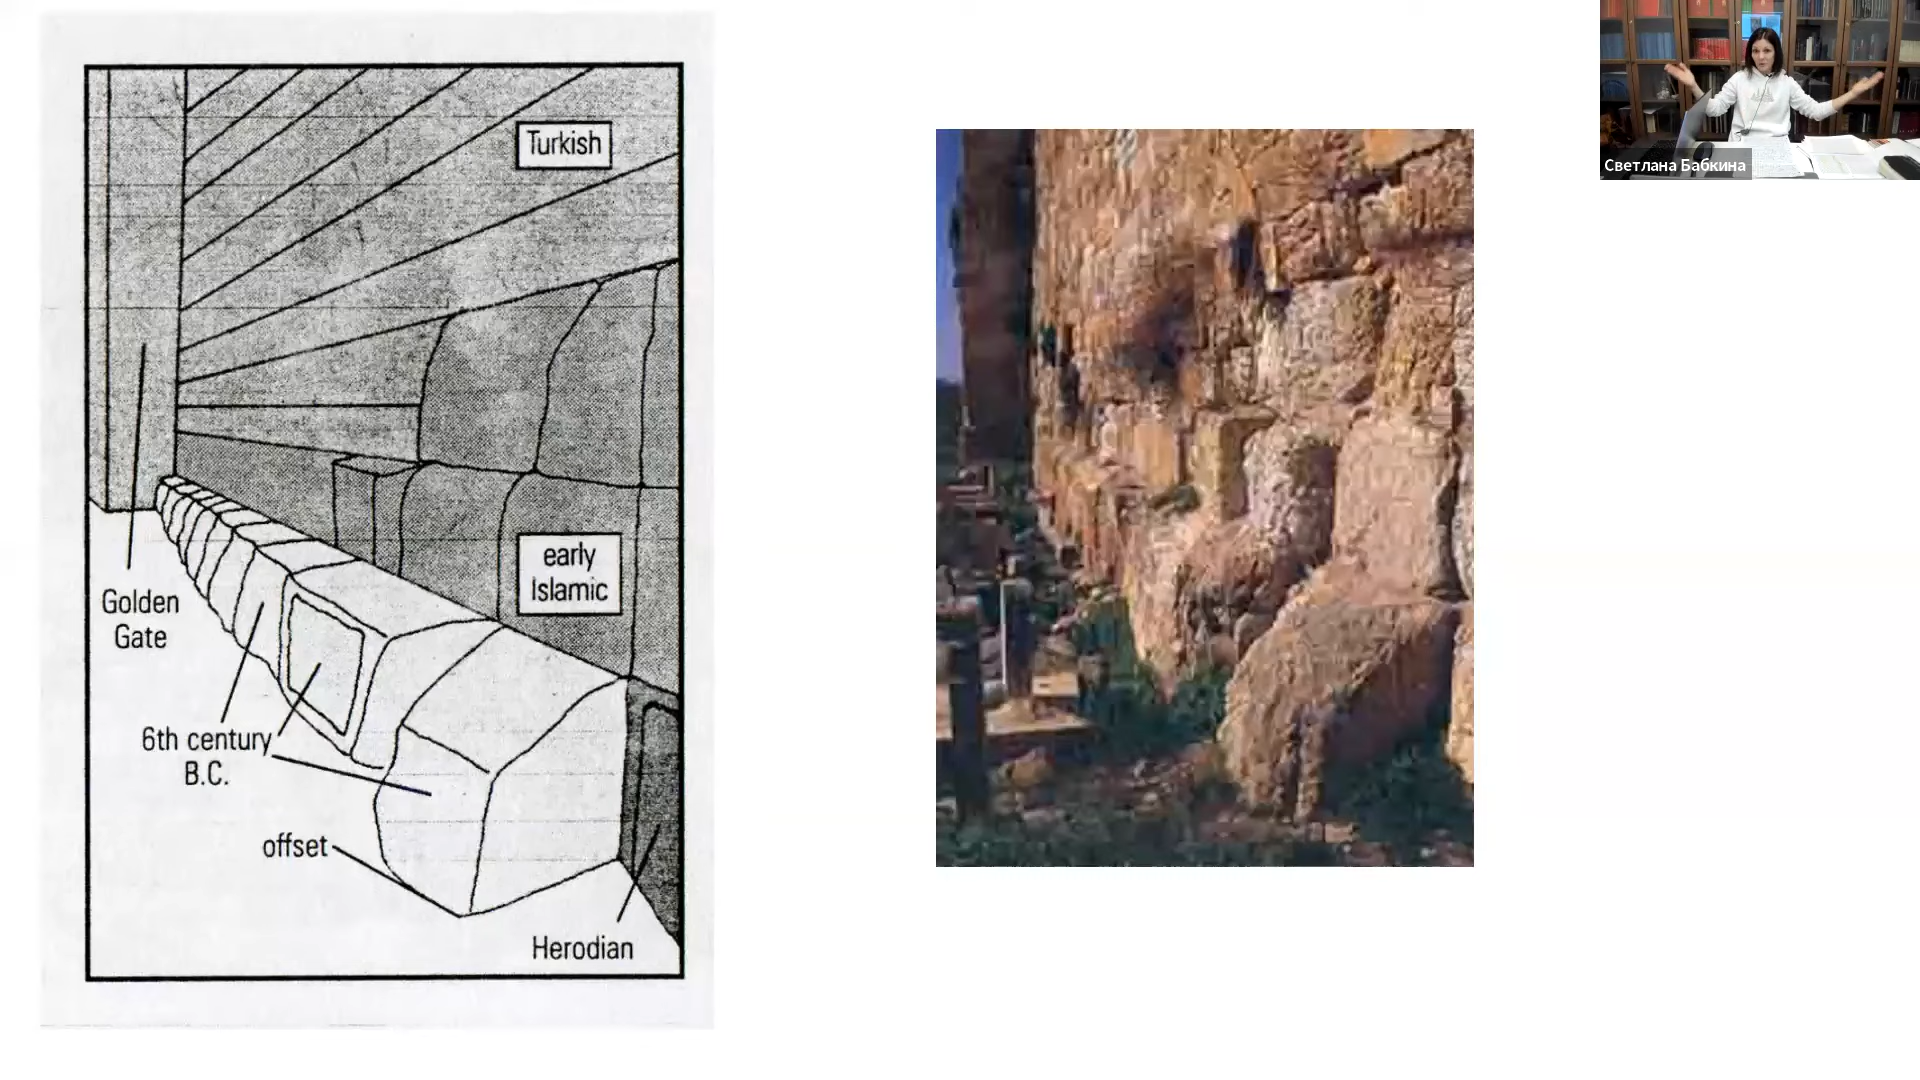 Turkish
early
Islamic
Golden
Gate
6th century
B.C.
offset
Herodian
Светлана Бабкина